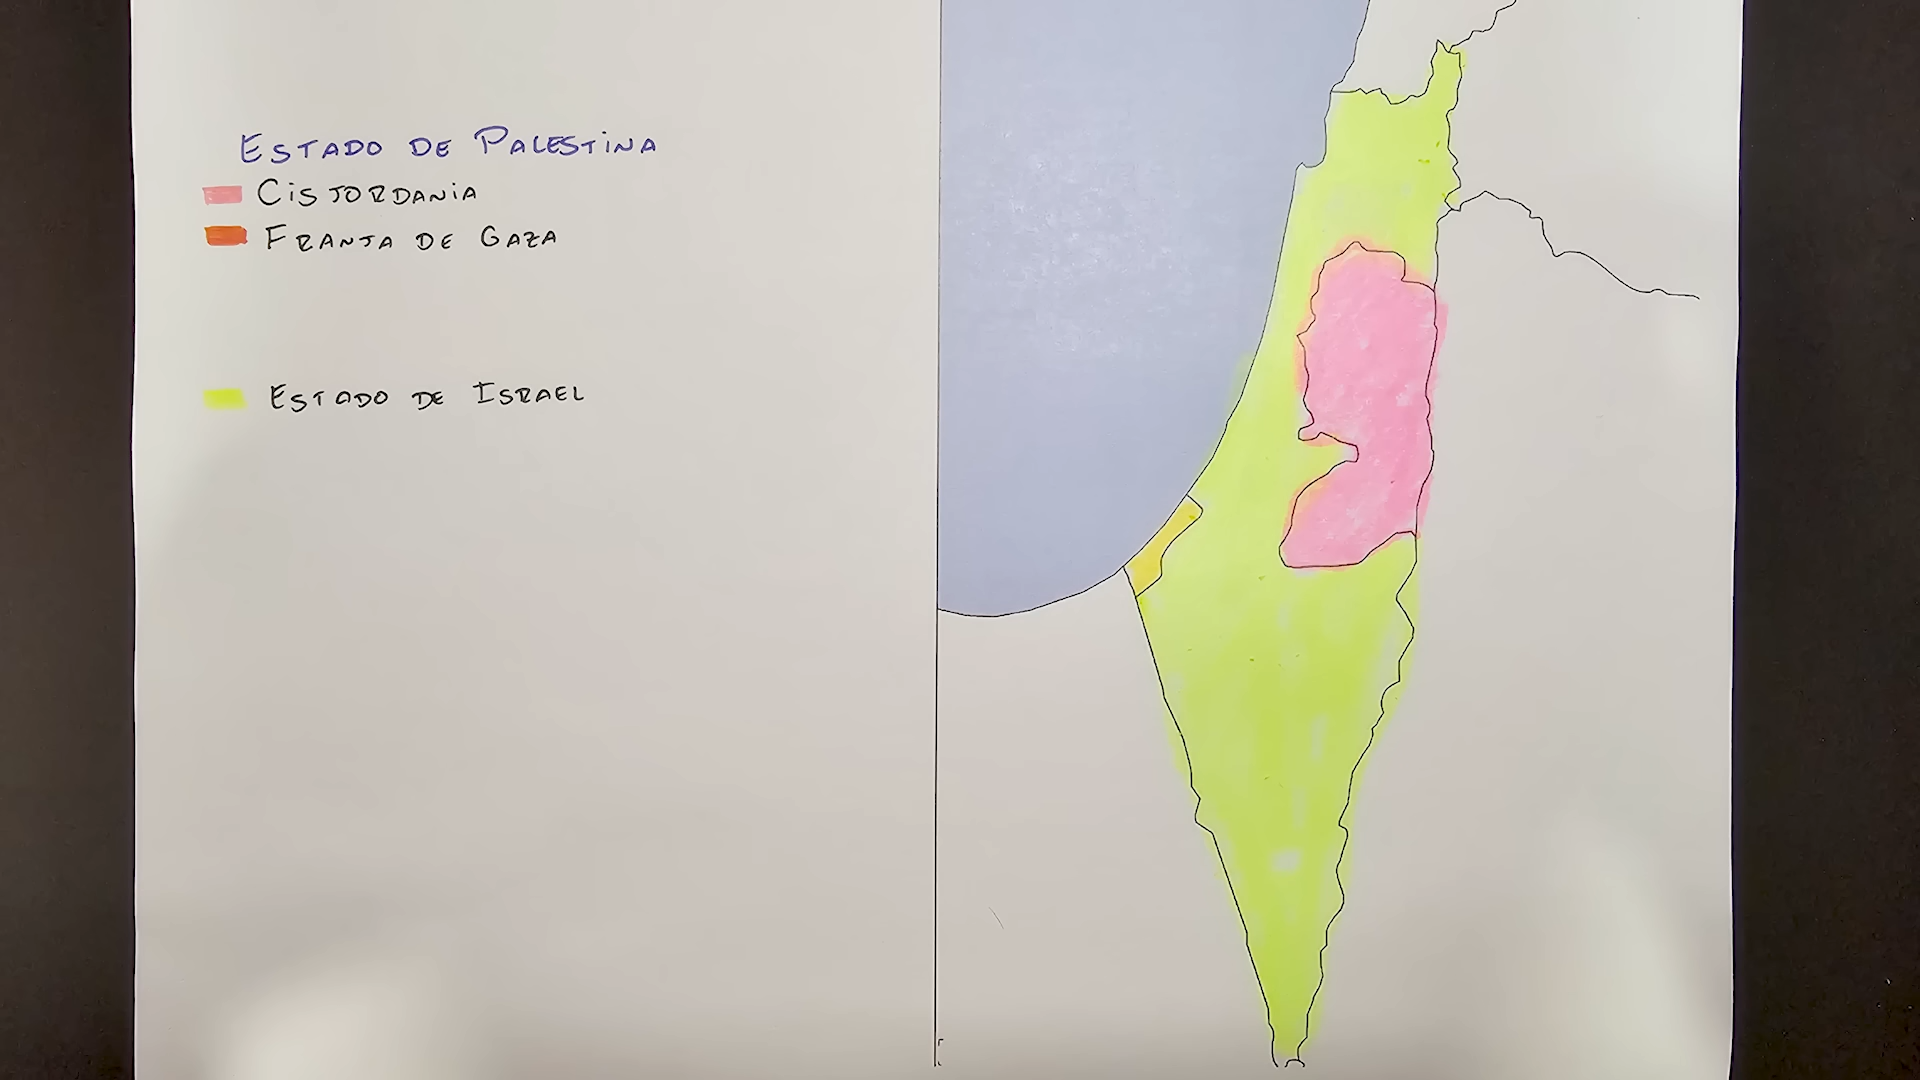 ESTADO DE PALESTINA
CISJORDANIA
FRANJA DE GAZA
ESTADO DE ISRAEL